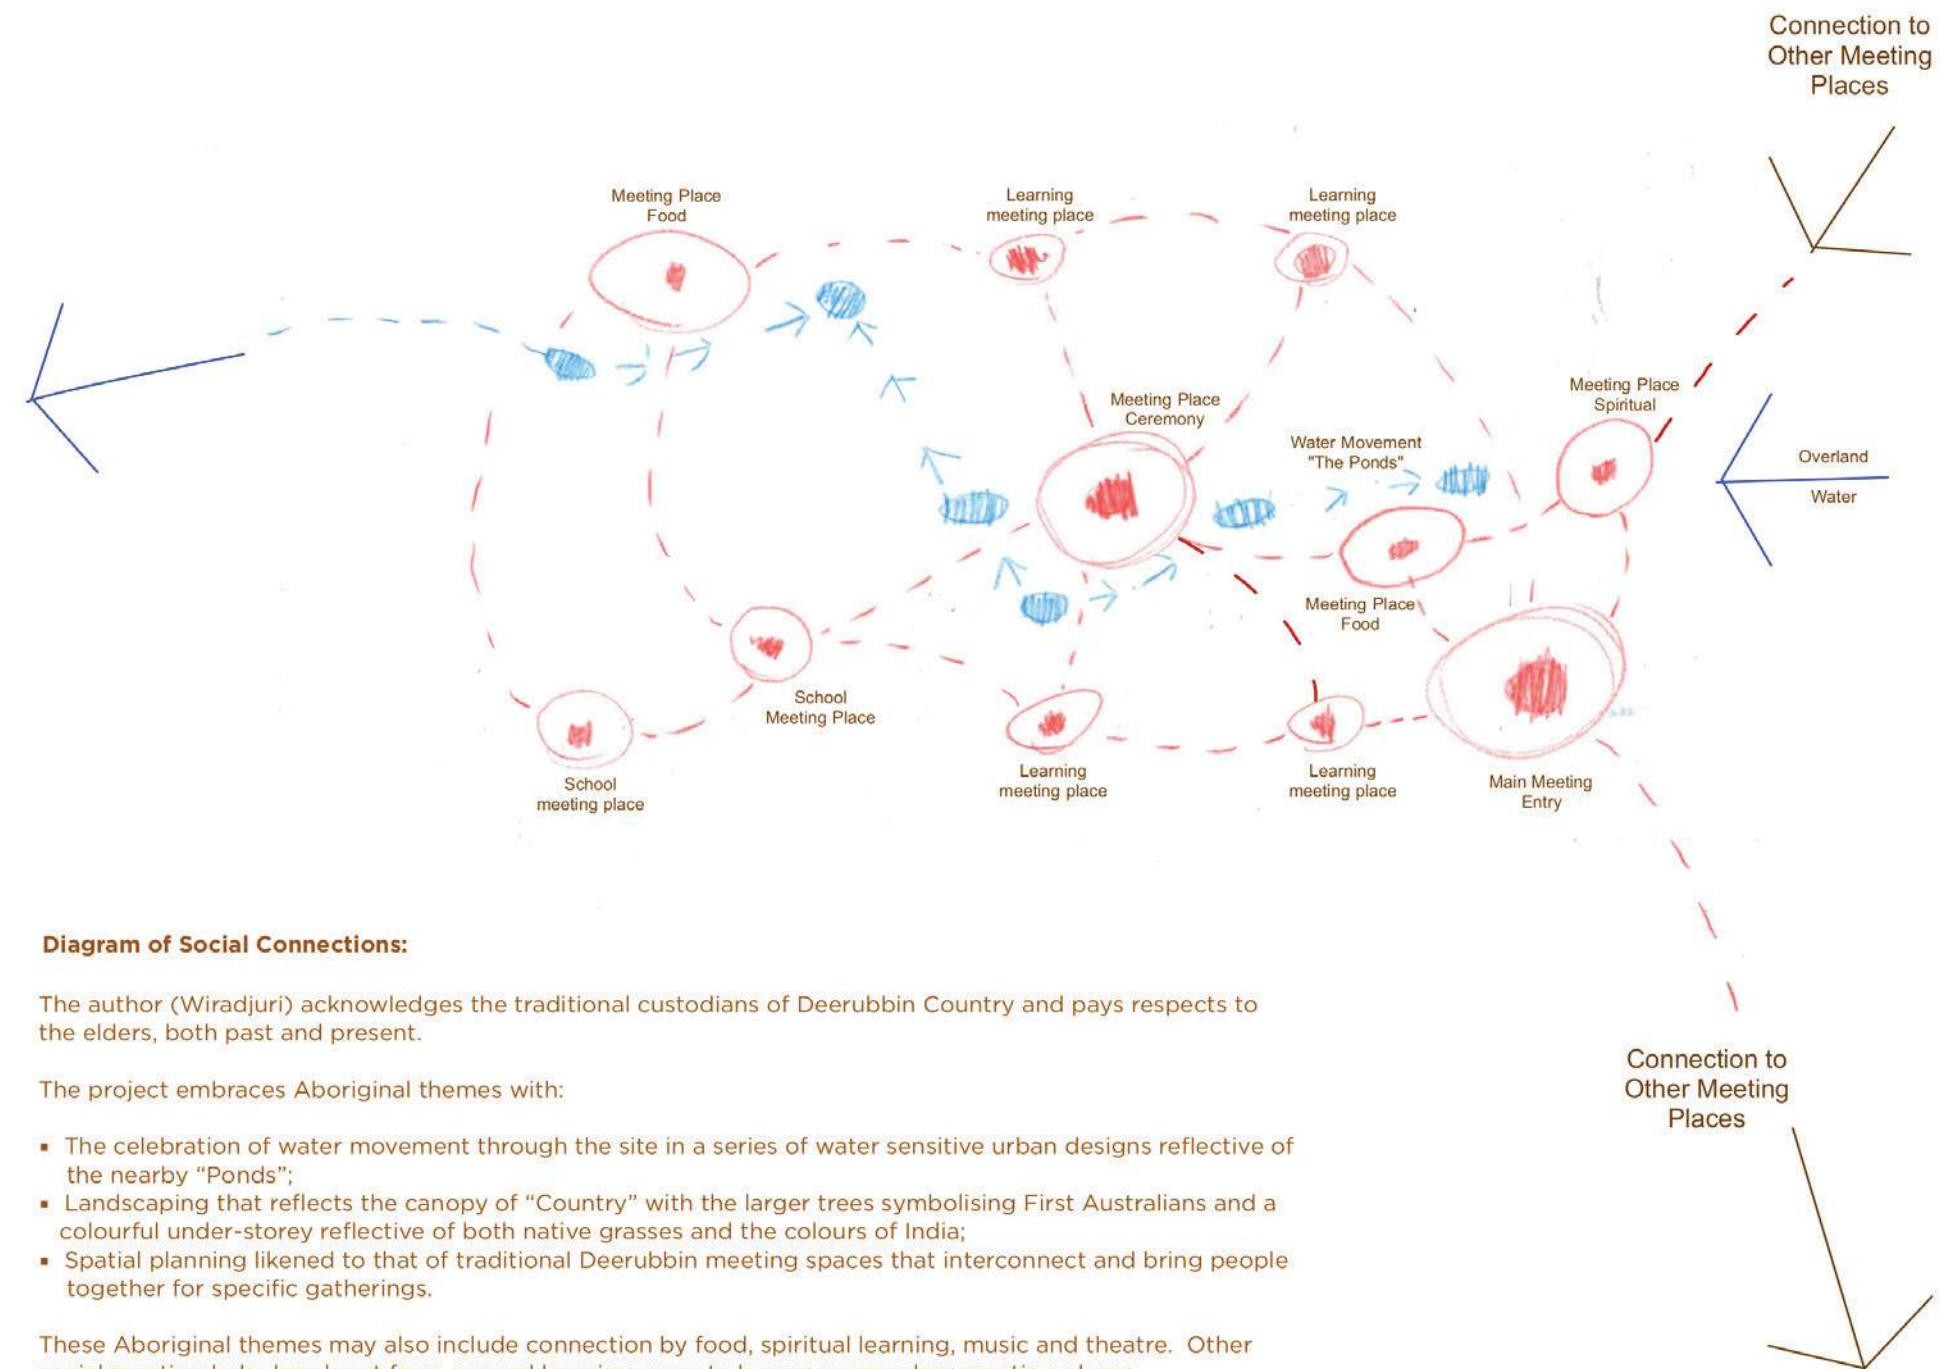 Connection to
Other Meeting
Places
Meeting Place
Food
Learning
meeting place
Learning
meeting place
Meeting Place
Ceremony
Meeting Place
Spiritual
Water Movement
"The Ponds"
Overland
Water
Meeting Place
Food
School
Meeting Place
School
meeting place
Learning
meeting place
Learning
meeting place
Main Meeting
Entry
Diagram of Social Connections:
The author (Wiradjuri) acknowledges the traditional custodians of Deerubbin Country and pays respects to
the elders, both past and present.
Connection to
Other Meeting
Places
The project embraces Aboriginal themes with:
▪ The celebration of water movement through the site in a series of water sensitive urban designs reflective of
the nearby “Ponds”;
▪ Landscaping that reflects the canopy of “Country” with the larger trees symbolising First Australians and a
colourful under-storey reflective of both native grasses and the colours of India;
▪ Spatial planning likened to that of traditional Deerubbin meeting spaces that interconnect and bring people
together for specific gatherings.
These Aboriginal themes may also include connection by food, spiritual learning, music and theatre. Other